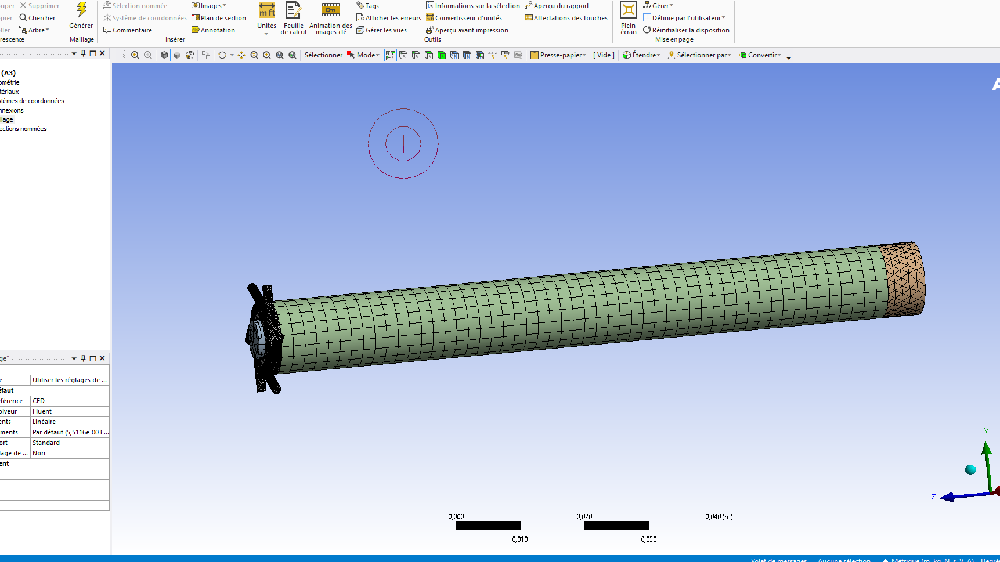 ouper Supprimer
pier Chercher
ller Arbre
rescence
Générer
Maillage
Sélection nommée Images
Système de coordonnées Plan de section
Commentaire Annotation
Insérer
Unités
Feuille de calcul
Animation des images clé
Tags Informations sur la sélection Aperçu du rapport
Afficher les erreurs Convertisseur d'unités Affectations des touches
Gérer les vues Aperçu avant impression
Outils
Plein écran
Gérer
Définie par l'utilisateur
Réinitialiser la disposition
Mise en page
Sélectionner Mode Presse-papier [ Vide ] Étendre Sélectionner par Convertir
(A3)
ométrie
tériaux
stèmes de coordonnées
nnexions
llage
ections nommées
ge"
e Utiliser les réglages de ...
éfaut
éférence CFD
olveur Fluent
ents Linéaire
ments Par défaut (5,5116e-003 ...
ort Standard
lage de ... Non
ent
A
Y
Z
0,000 0,020 0,040 (m)
0,010 0,030
Volet de messages Aucune sélection Métrique (m, kg, N, s, V, A) Degré